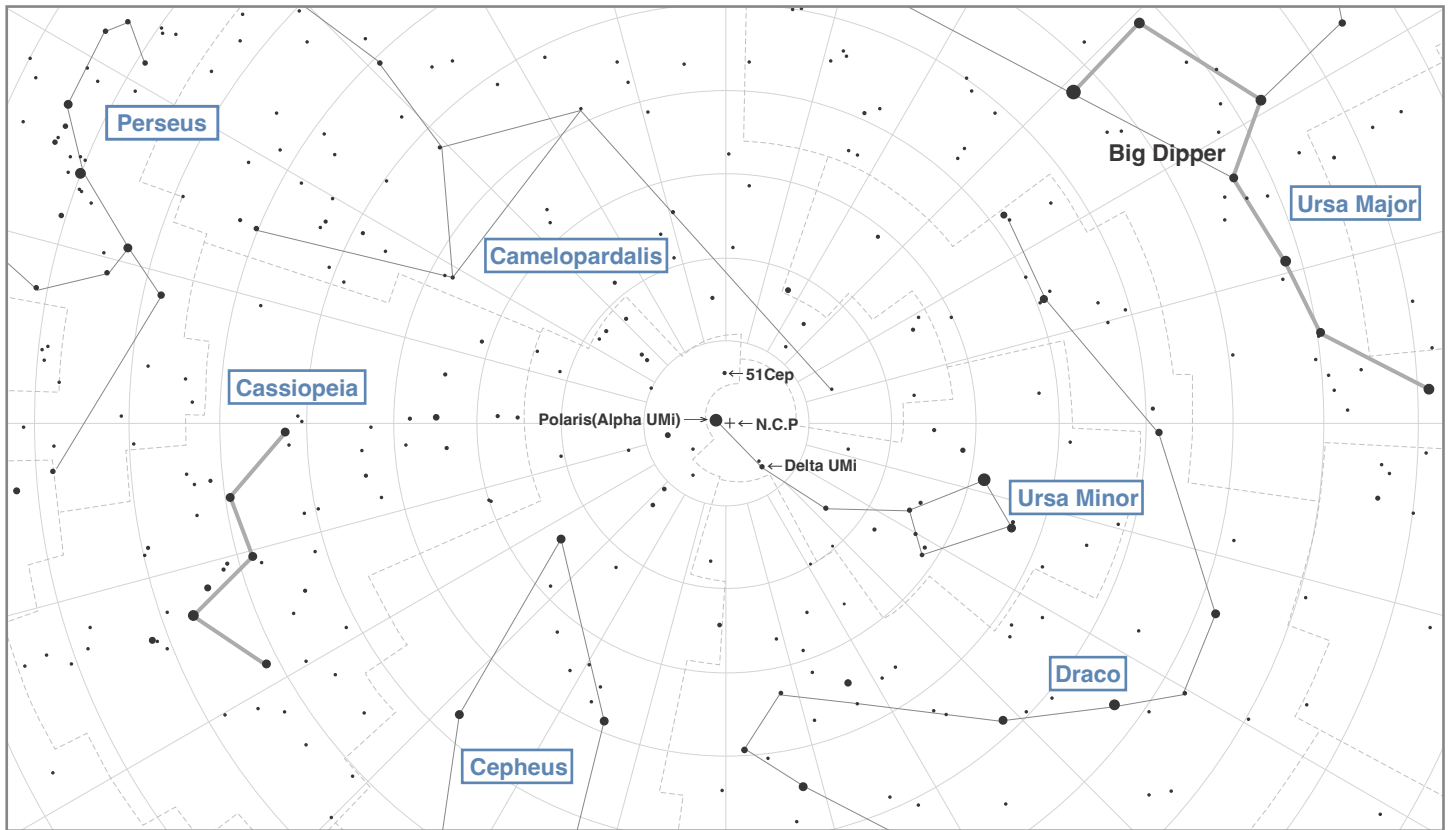 Perseus
Big Dipper
Ursa Major
Camelopardalis
51Cep
Cassiopeia
Polaris(Alpha UMi)
N.C.P
Delta UMi
Ursa Minor
Draco
Cepheus